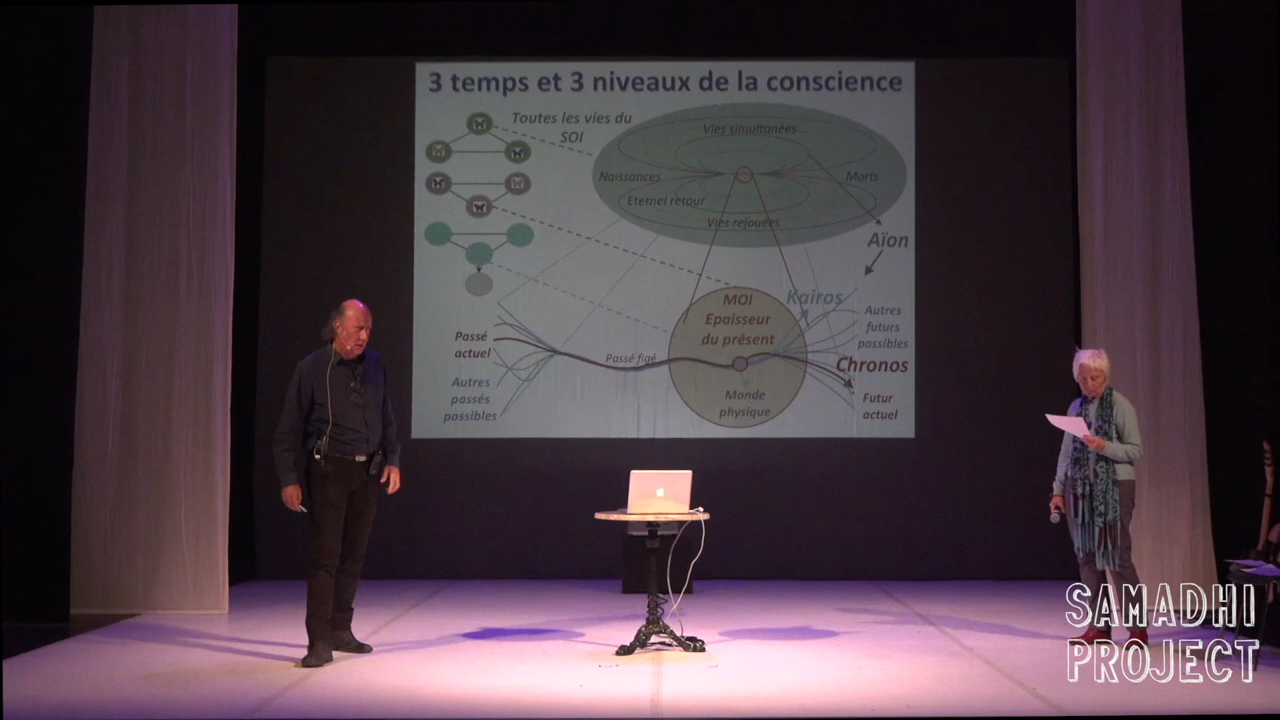 3 temps et 3 niveaux de la conscience
Toutes les vies du
SOI
Vies simultanées
Naissances
Morts
Eternel retour
Vies rejouées
Aïon
MOI
Epaisseur
du présent
Kairos
Autres
futurs
possibles
Passé
actuel
Passé figé
Chronos
Autres
passés
possibles
Monde
physique
Futur
actuel
SAMADHI
PROJECT